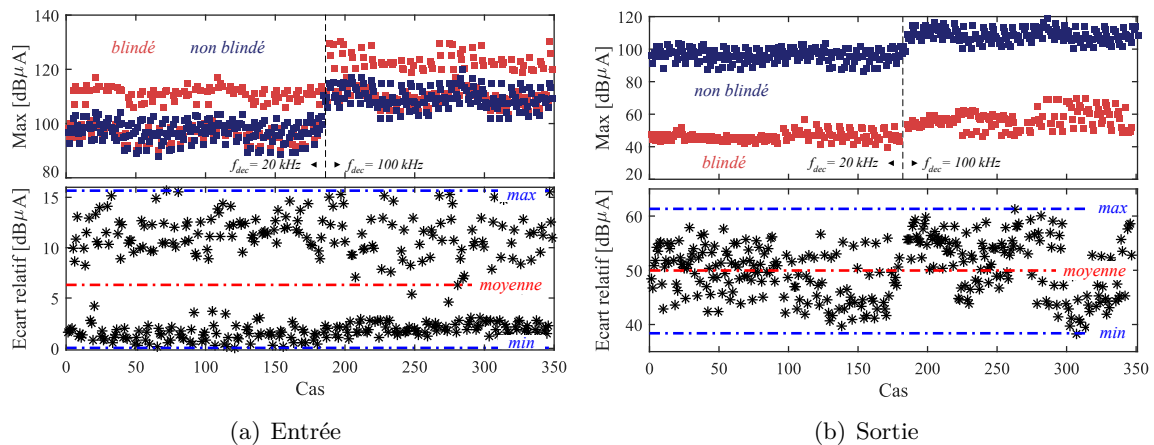 140
120
100
80
Max [dBμA]
blindé non blindé
f_dec = 20 kHz f_dec = 100 kHz
15
10
5
0
Ecart relatif [dBμA]
max
moyenne
min
0 50 100 150 200 250 300 350
Cas
(a) Entrée
120
100
80
60
40
20
Max [dBμA]
non blindé
blindé
f_dec = 20 kHz f_dec = 100 kHz
60
50
40
Ecart relatif [dBμA]
max
moyenne
min
0 50 100 150 200 250 300 350
Cas
(b) Sortie